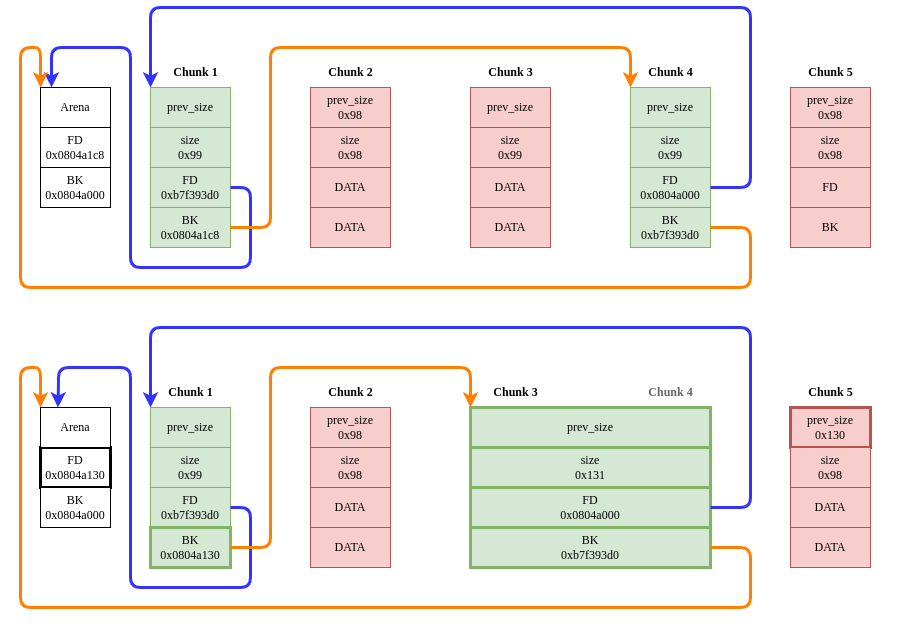 Chunk 1
Chunk 2
Chunk 3
Chunk 4
Chunk 5
Arena
FD
0x0804a1c8
BK
0x0804a000
prev_size
size
0x99
FD
0xb7f393d0
BK
0x0804a1c8
prev_size
0x98
size
0x98
DATA
DATA
prev_size
size
0x99
DATA
DATA
prev_size
size
0x99
FD
0x0804a000
BK
0xb7f393d0
prev_size
0x98
size
0x98
FD
BK
Chunk 1
Chunk 2
Chunk 3
Chunk 4
Chunk 5
Arena
FD
0x0804a130
BK
0x0804a000
prev_size
size
0x99
FD
0xb7f393d0
BK
0x0804a130
prev_size
0x98
size
0x98
DATA
DATA
prev_size
size
0x131
FD
0x0804a000
BK
0xb7f393d0
prev_size
0x130
size
0x98
DATA
DATA